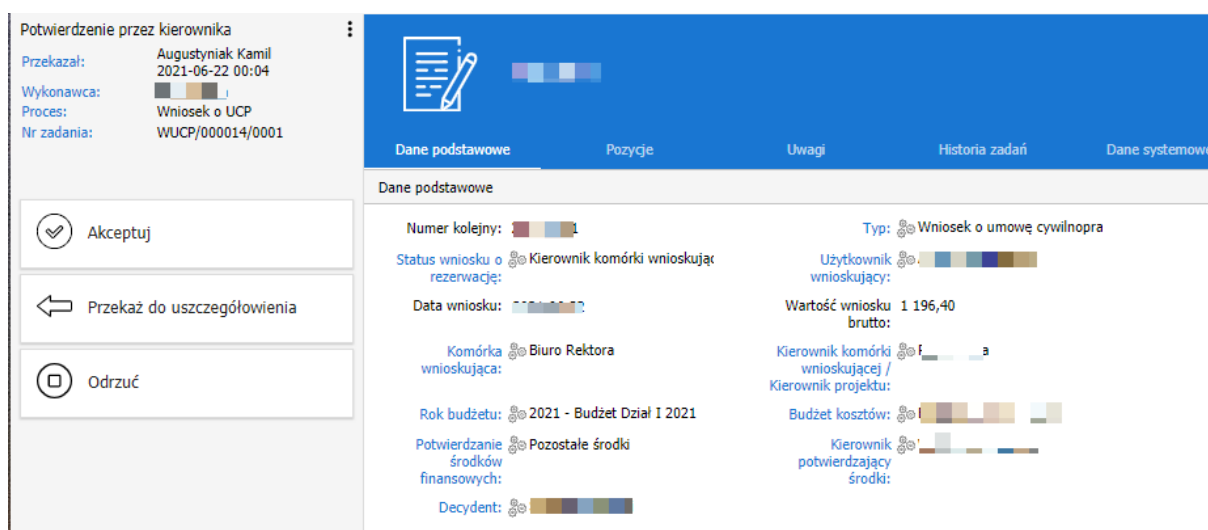 Potwierdzenie przez kierownika
Przekazał: Augustyniak Kamil
2021-06-22 00:04
Wykonawca:
Proces: Wniosek o UCP
Nr zadania: WUCP/000014/0001
Akceptuj
Przekaż do uszczegółowienia
Odrzuć
Dane podstawowe Pozycje Uwagi Historia zadań Dane systemowe
Dane podstawowe
Numer kolejny: Typ: Wniosek o umowę cywilnopra
Status wniosku o Kierownik komórki wnioskując Użytkownik
rezerwację: wnioskujący:
Data wniosku: Wartość wniosku 1 196,40
brutto:
Komórka Biuro Rektora Kierownik komórki
wnioskująca: wnioskującej /
Kierownik projektu:
Rok budżetu: 2021 - Budżet Dział I 2021 Budżet kosztów:
Potwierdzanie Pozostałe środki Kierownik
środków potwierdzający
finansowych: środki:
Decydent: